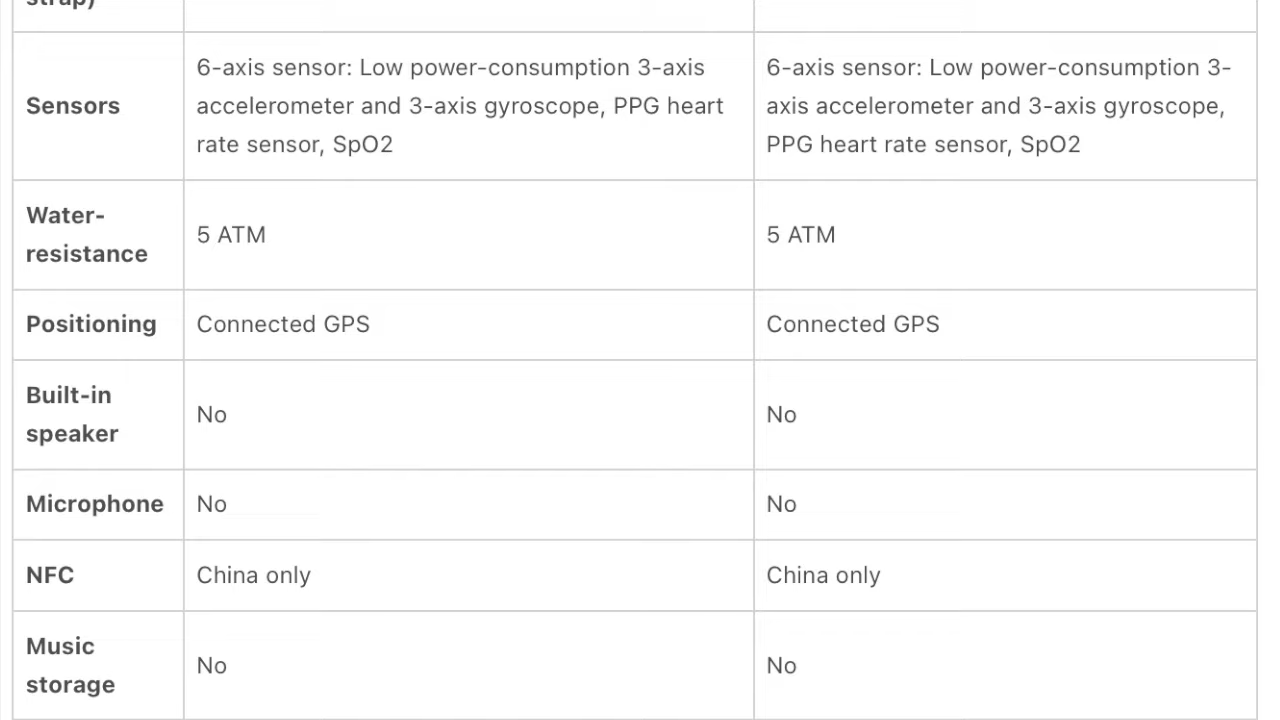 strap)
Sensors
6-axis sensor: Low power-consumption 3-axis
accelerometer and 3-axis gyroscope, PPG heart
rate sensor, SpO2
6-axis sensor: Low power-consumption 3-
axis accelerometer and 3-axis gyroscope,
PPG heart rate sensor, SpO2
Water-
resistance
5 ATM
5 ATM
Positioning
Connected GPS
Connected GPS
Built-in
speaker
No
No
Microphone
No
No
NFC
China only
China only
Music
storage
No
No